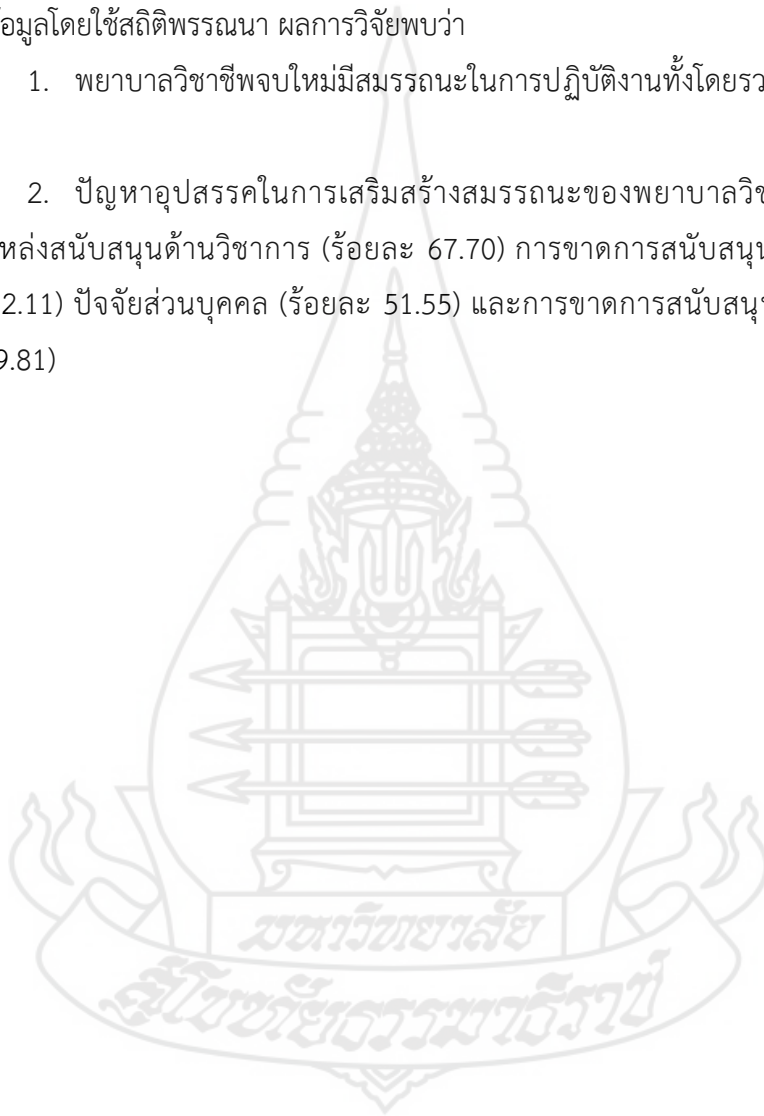 ้อมูลโดยใช้สถิติพรรณนา ผลการวิจัยพบว่า
1. พยาบาลวิชาชีพจบใหม่มีสมรรถนะในการปฏิบัติงานทั้งโดยรว
2. ปัญหาอุปสรรคในการเสริมสร้างสมรรถนะของพยาบาลวิช
หล่งสนับสนุนด้านวิชาการ (ร้อยละ 67.70) การขาดการสนับสนุน
2.11) ปัจจัยส่วนบุคคล (ร้อยละ 51.55) และการขาดการสนับสนุ
9.81)
มหาวิทยาลัย
สุโขทัยธรรมาธิราช